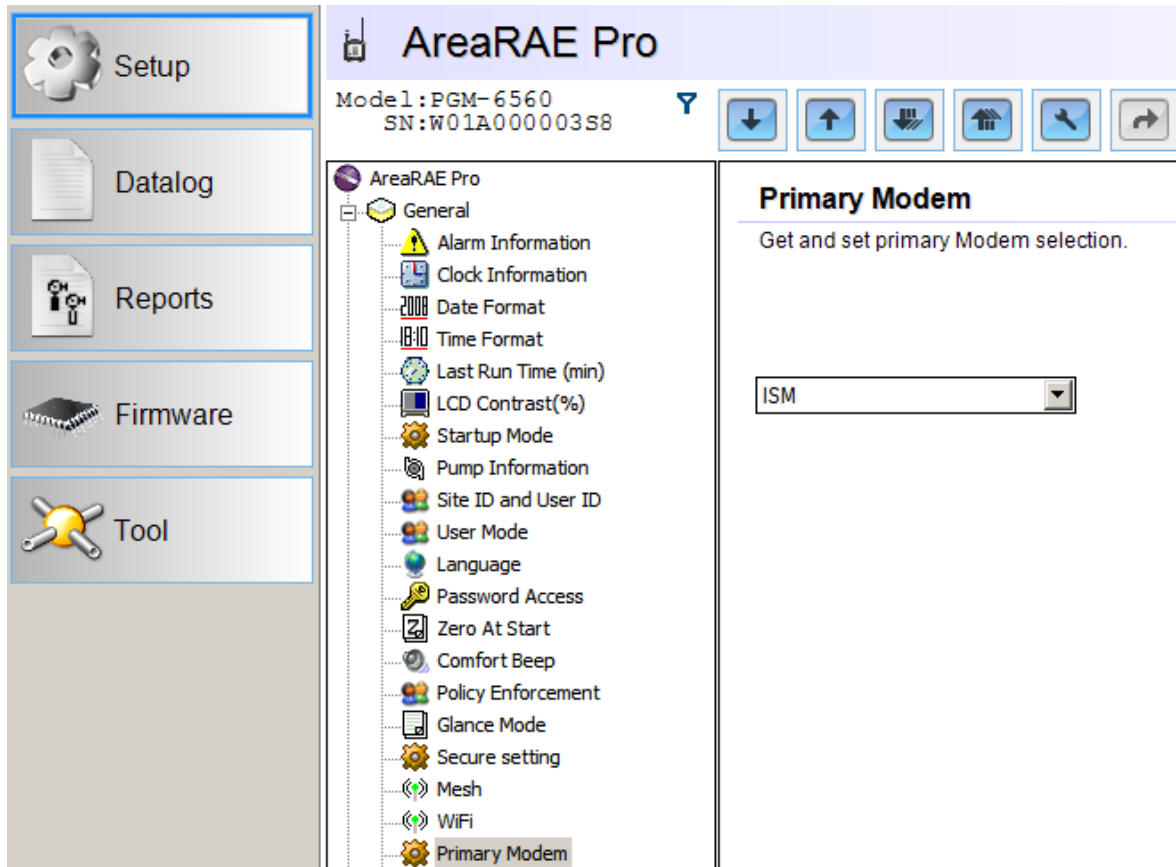 Setup
Datalog
Reports
Firmware
Tool
AreaRAE Pro
Model:PGM-6560
SN:W01A000003S8
AreaRAE Pro
General
Alarm Information
Clock Information
2008 Date Format
18:10 Time Format
Last Run Time (min)
LCD Contrast(%)
Startup Mode
Pump Information
Site ID and User ID
User Mode
Language
Password Access
Z Zero At Start
Comfort Beep
Policy Enforcement
Glance Mode
Secure setting
Mesh
WiFi
Primary Modem
Primary Modem
Get and set primary Modem selection.
ISM